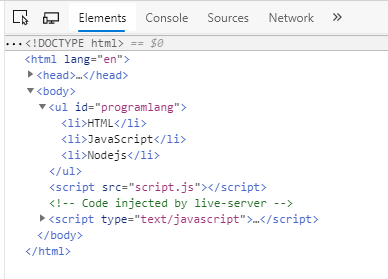 Elements Console Sources Network »
...<!DOCTYPE html> == $0
<html lang="en">
<head>…</head>
<body>
<ul id="programlang">
<li>HTML</li>
<li>JavaScript</li>
<li>Nodejs</li>
</ul>
<script src="script.js"></script>
<!-- Code injected by live-server -->
<script type="text/javascript">…</script>
</body>
</html>